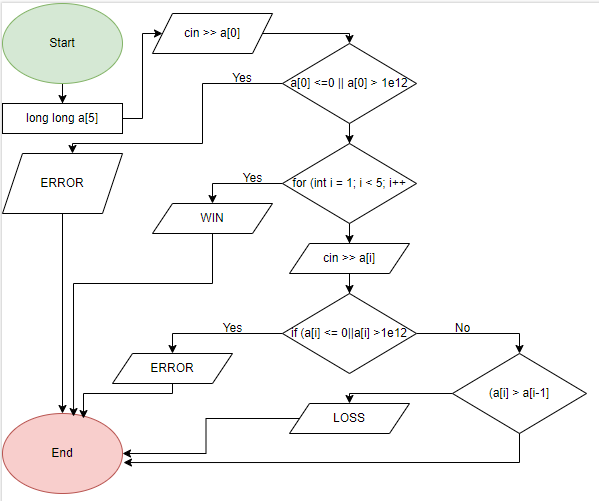 Start
cin >> a[0]
long long a[5]
Yes
a[0] <=0 || a[0] > 1e12
ERROR
Yes
for (int i = 1; i < 5; i++
WIN
cin >> a[i]
Yes
if (a[i] <= 0||a[i] >1e12
No
ERROR
(a[i] > a[i-1]
LOSS
End